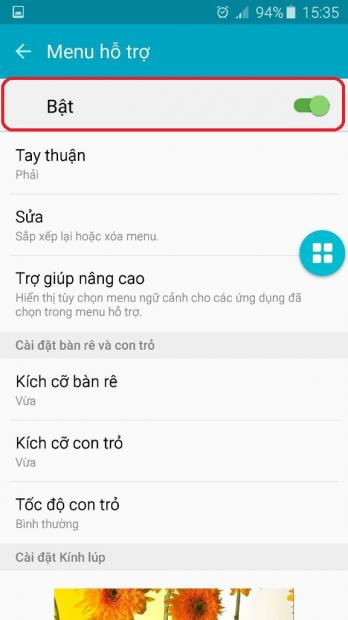 94% 15:35
Menu hỗ trợ
Bật
Tay thuận
Phải
Sửa
Sắp xếp lại hoặc xóa menu.
Trợ giúp nâng cao
Hiển thị tùy chọn menu ngữ cảnh cho các ứng dụng đã
chọn trong menu hỗ trợ.
Cài đặt bàn rê và con trỏ
Kích cỡ bàn rê
Vừa
Kích cỡ con trỏ
Vừa
Tốc độ con trỏ
Bình thường
Cài đặt Kính lúp